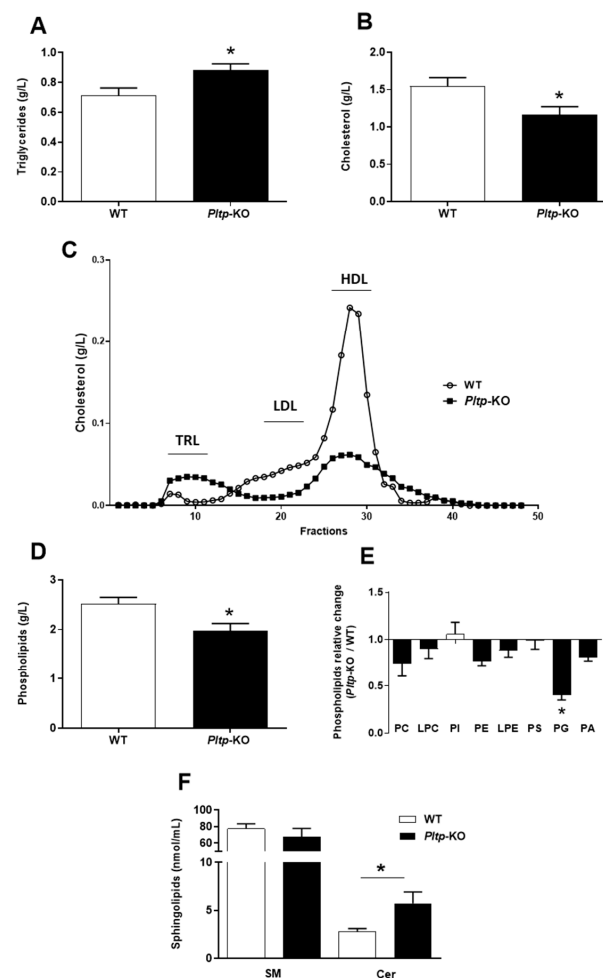 A
Triglycerides (g/L)
1.0
0.8
0.6
0.4
0.2
0.0
*
WT
Pltp-KO
B
Cholesterol (g/L)
2.0
1.5
1.0
0.5
0.0
*
WT
Pltp-KO
C
Cholesterol (g/L)
0.3
0.2
0.1
0.0
TRL
LDL
HDL
WT
Pltp-KO
10
20
30
40
50
Fractions
D
Phospholipids (g/L)
3
2
1
0
*
WT
Pltp-KO
E
Phospholipids relative change
(Pltp-KO / WT)
1.5
1.0
0.5
0.0
PC LPC PI PE LPE PS PG PA
*
F
Sphingolipids (nmol/mL)
100
80
60
40
20
10
5
0
WT
Pltp-KO
*
SM
Cer